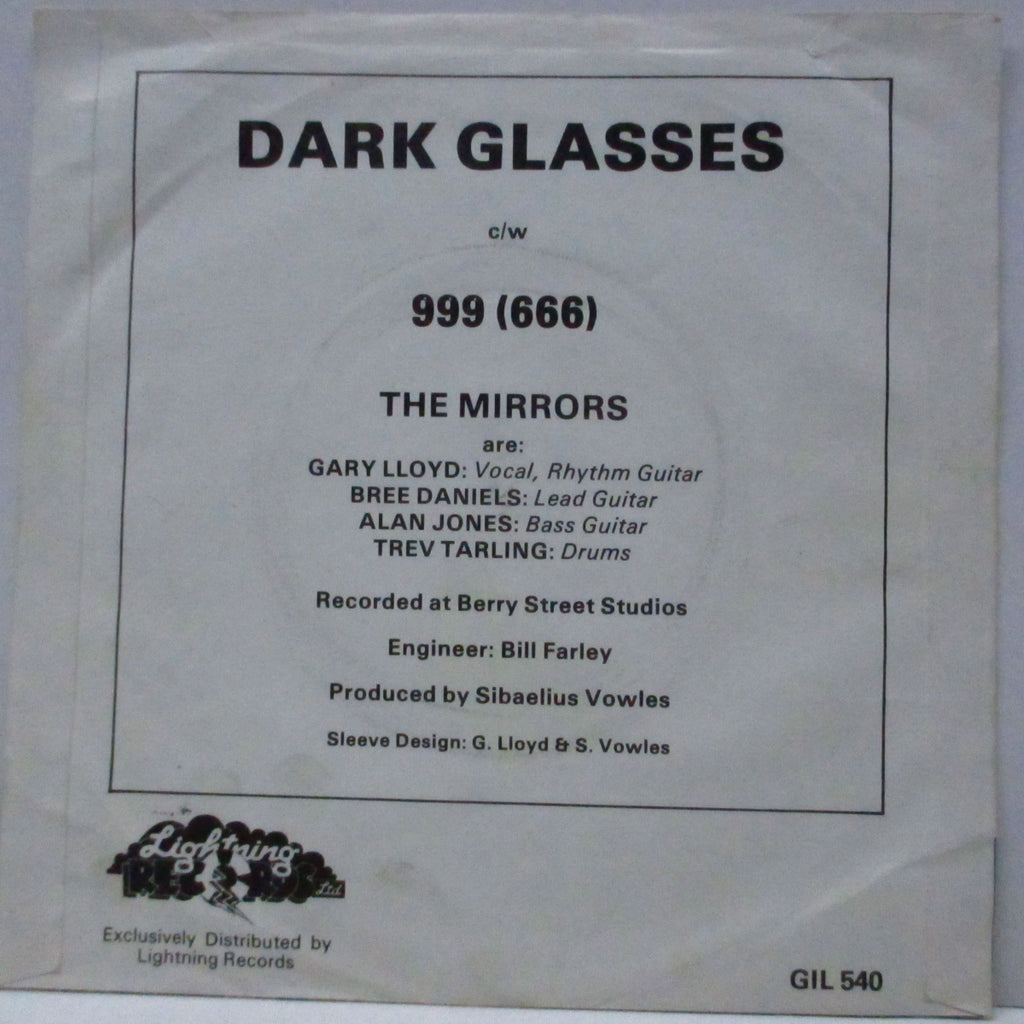 DARK GLASSES
c/w
999 (666)
THE MIRRORS
are:
GARY LLOYD: Vocal, Rhythm Guitar
BREE DANIELS: Lead Guitar
ALAN JONES: Bass Guitar
TREV TARLING: Drums
Recorded at Berry Street Studios
Engineer: Bill Farley
Produced by Sibaelius Vowles
Sleeve Design: G. Lloyd & S. Vowles
Lightning
RECORDS Ltd
Exclusively Distributed by
Lightning Records
GIL 540